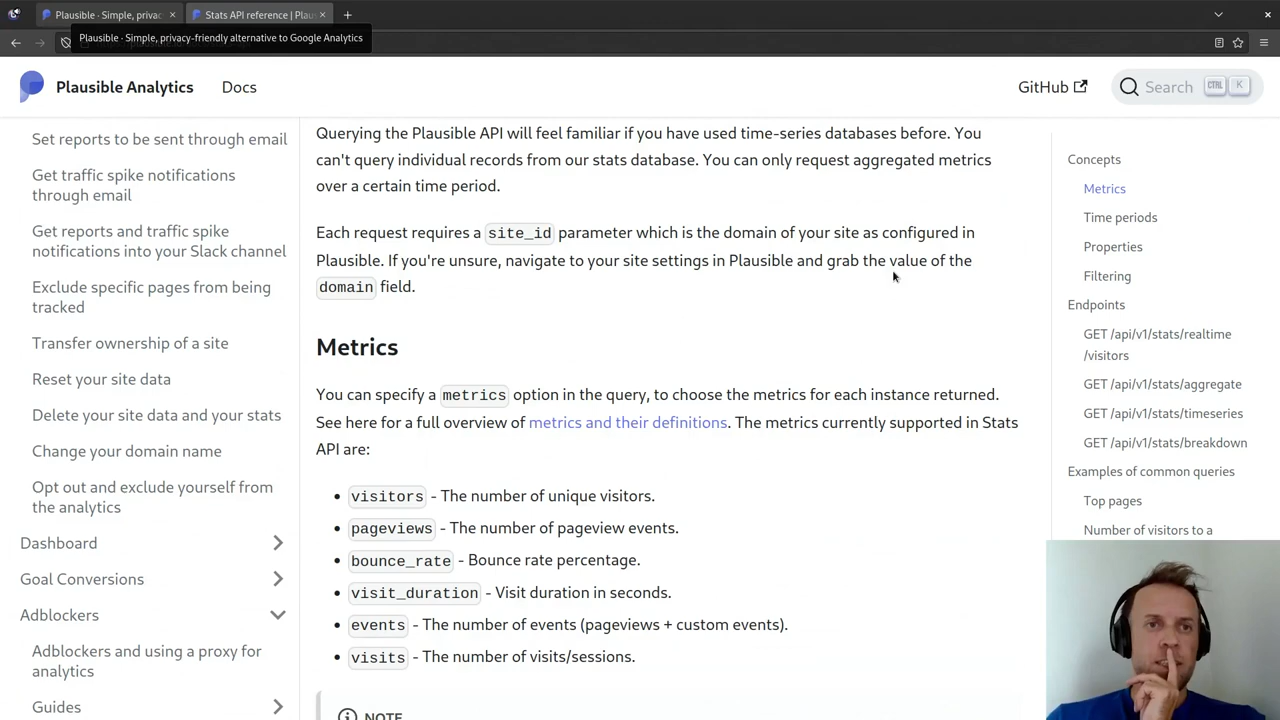 Plausible · Simple, privac
Stats API reference | Plaus
Plausible · Simple, privacy-friendly alternative to Google Analytics
Plausible Analytics
Docs
GitHub
Search
CTRL
K
Set reports to be sent through email
Get traffic spike notifications
through email
Get reports and traffic spike
notifications into your Slack channel
Exclude specific pages from being
tracked
Transfer ownership of a site
Reset your site data
Delete your site data and your stats
Change your domain name
Opt out and exclude yourself from
the analytics
Dashboard
Goal Conversions
Adblockers
Adblockers and using a proxy for
analytics
Guides
Querying the Plausible API will feel familiar if you have used time-series databases before. You
can't query individual records from our stats database. You can only request aggregated metrics
over a certain time period.
Each request requires a site_id parameter which is the domain of your site as configured in
Plausible. If you're unsure, navigate to your site settings in Plausible and grab the value of the
domain field.
Metrics
You can specify a metrics option in the query, to choose the metrics for each instance returned.
See here for a full overview of metrics and their definitions. The metrics currently supported in Stats
API are:
• visitors - The number of unique visitors.
• pageviews - The number of pageview events.
• bounce_rate - Bounce rate percentage.
• visit_duration - Visit duration in seconds.
• events - The number of events (pageviews + custom events).
• visits - The number of visits/sessions.
NOTE
Concepts
Metrics
Time periods
Properties
Filtering
Endpoints
GET /api/v1/stats/realtime
/visitors
GET /api/v1/stats/aggregate
GET /api/v1/stats/timeseries
GET /api/v1/stats/breakdown
Examples of common queries
Top pages
Number of visitors to a